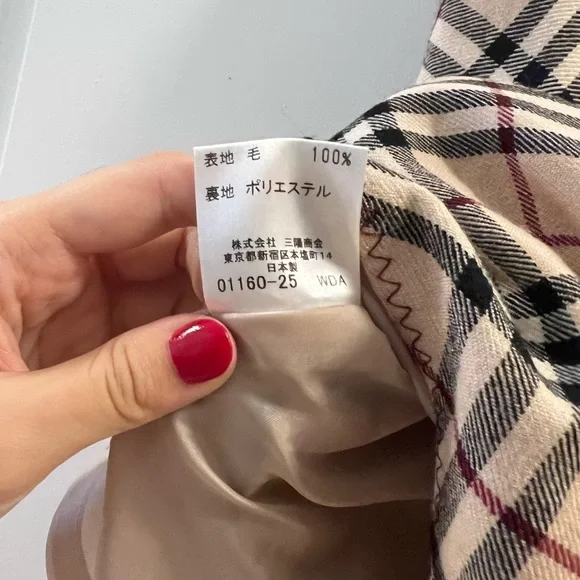 表地 毛 100%
裏地 ポリエステル
株式会社 三陽商会
東京都新宿区本塩町14
日本製
01160-25 WDA